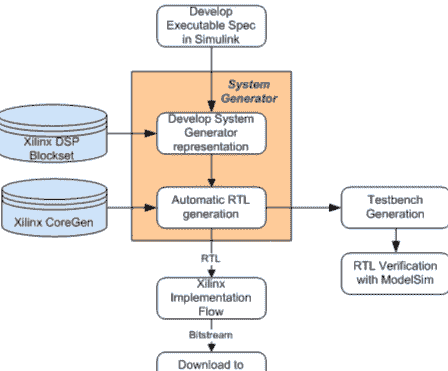 Develop
Executable Spec
in Simulink
System
Generator
Develop System
Generator
representation
Xilinx DSP
Blockset
Automatic RTL
generation
Xilinx CoreGen
Testbench
Generation
RTL
RTL Verification
with ModelSim
Xilinx
Implementation
Flow
Bitstream
Download to